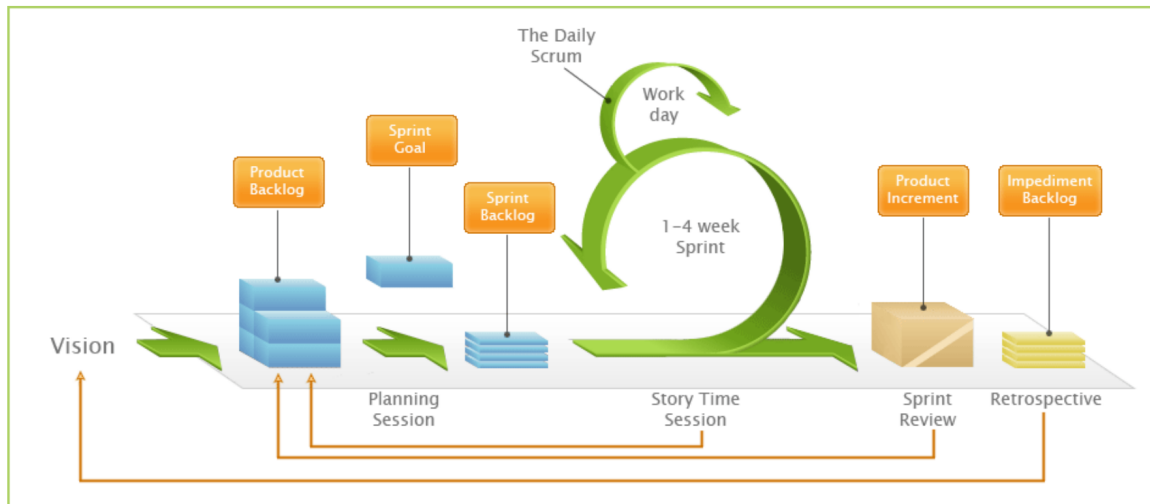 The Daily
Scrum
Work
day
Sprint
Goal
Product
Backlog
Sprint
Backlog
Product
Increment
Impediment
Backlog
1-4 week
Sprint
Vision
Planning
Session
Story Time
Session
Sprint
Review
Retrospective